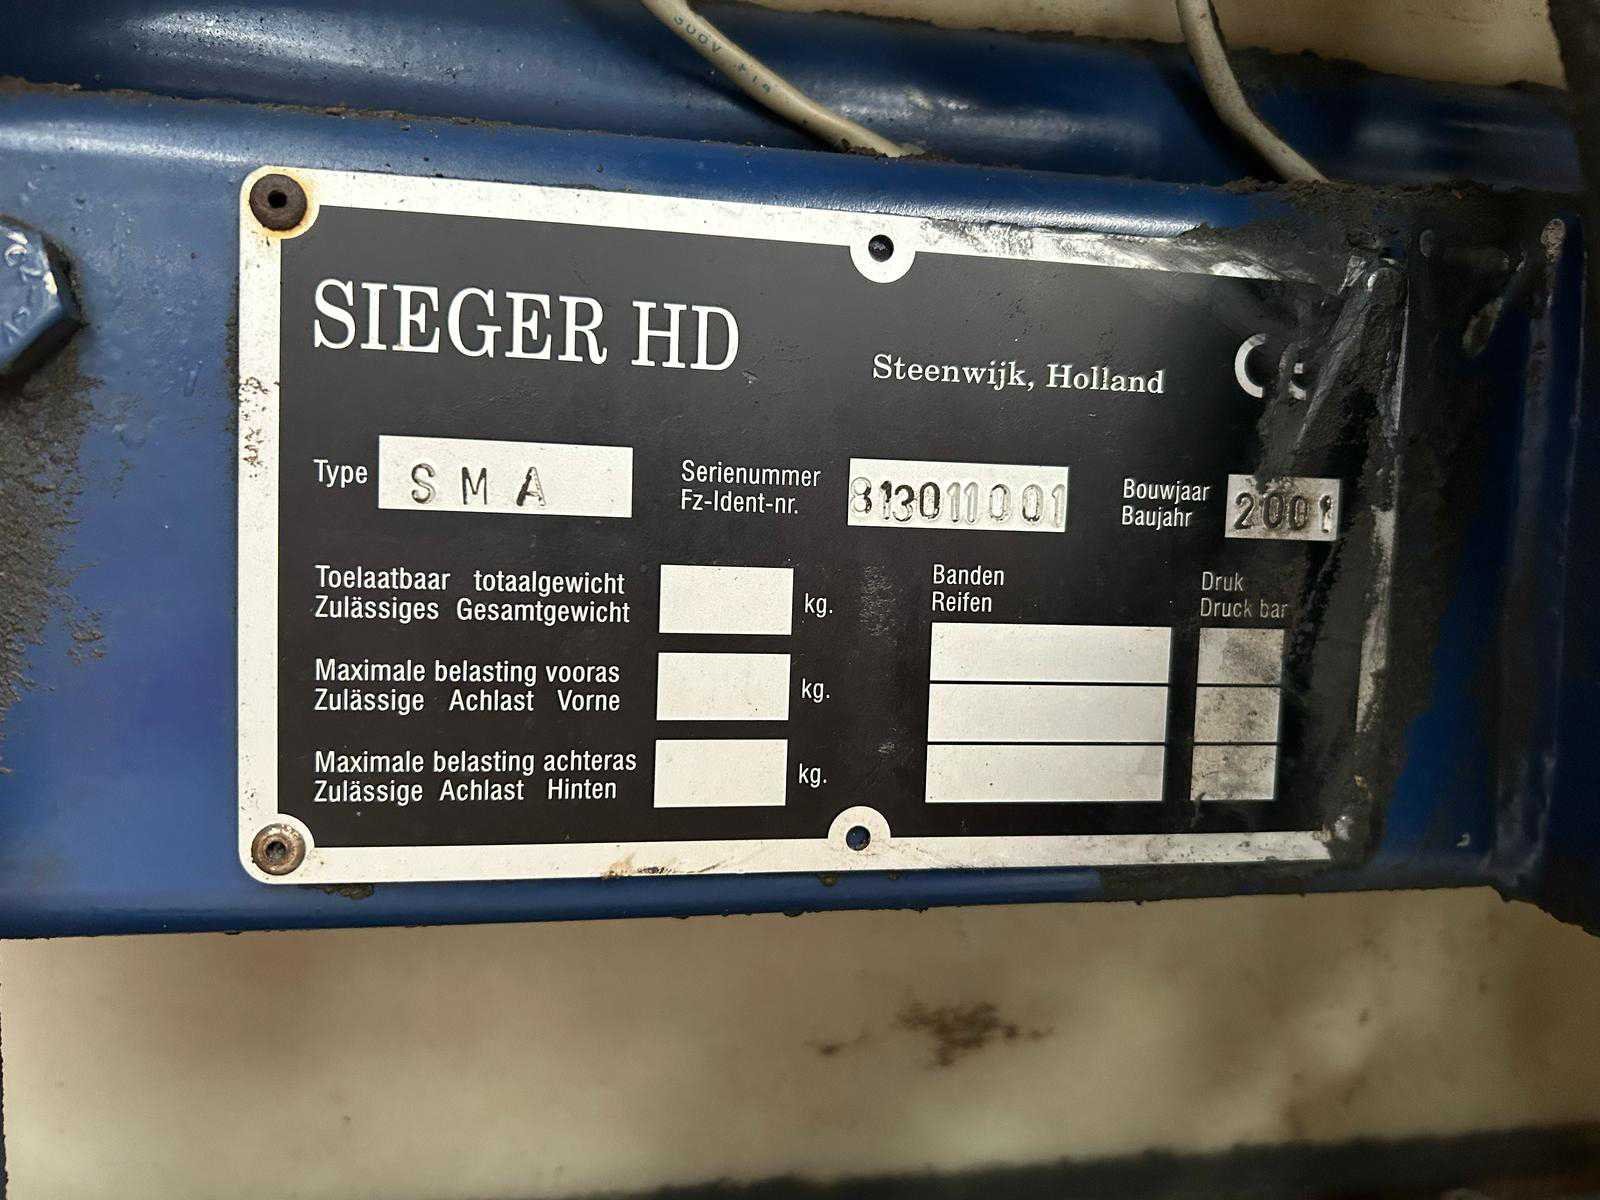 300V
SIEGER HD
Steenwijk, Holland
CE
Type SMA
Serienummer
Fz-Ident-nr.
813011001
Bouwjaar
Baujahr
2001
Toelaatbaar totaalgewicht
Zulässiges Gesamtgewicht
kg.
Maximale belasting vooras
Zulässige Achlast Vorne
kg.
Maximale belasting achteras
Zulässige Achlast Hinten
kg.
Banden
Reifen
Druk
Druck bar